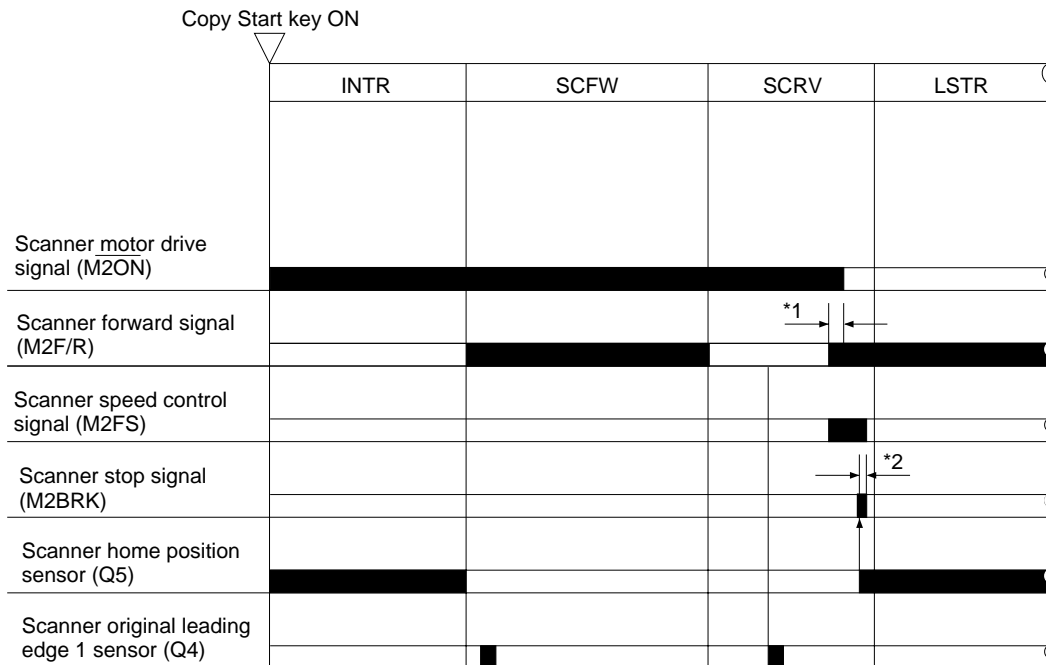 Copy Start key ON
INTR SCFW SCRV LSTR
Scanner motor drive
signal (M2ON)
*1
Scanner forward signal
(M2F/R)
Scanner speed control
signal (M2FS)
*2
Scanner stop signal
(M2BRK)
Scanner home position
sensor (Q5)
Scanner original leading
edge 1 sensor (Q4)